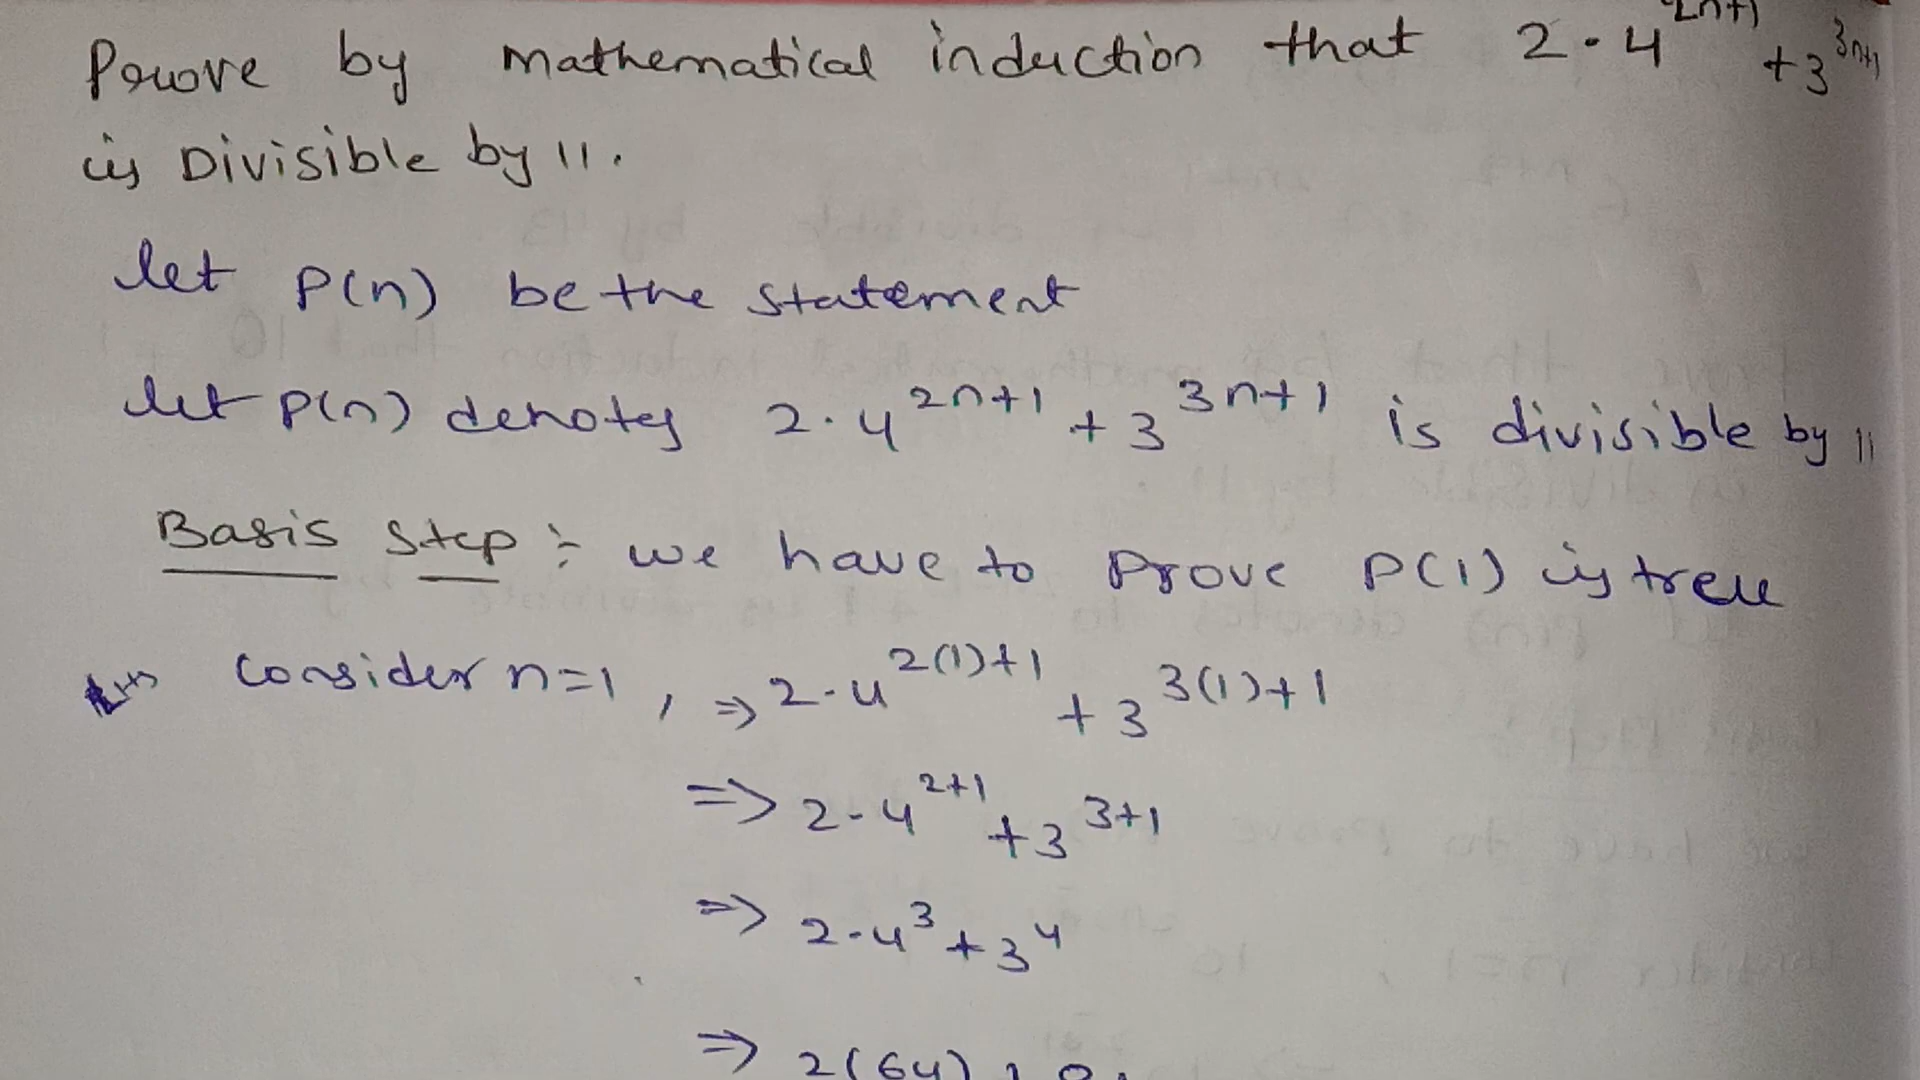 Prove by mathematical induction that 2·4^2n+1 + 3^3n+1
is Divisible by 11.
let P(n) be the statement
let P(n) denotes 2·4^2n+1 + 3^3n+1 is divisible by 11
Basis Step :- we have to prove P(1) is true
consider n=1, => 2·4^2(1)+1 + 3^3(1)+1
=> 2·4^2+1 + 3^3+1
=> 2·4^3 + 3^4
=> 2(64)